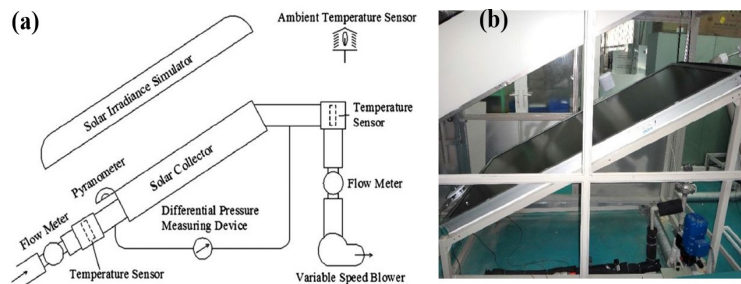 (a)
Ambient Temperature Sensor
Solar Irradiance Simulator
Temperature
Sensor
Solar Collector
Pyranometer
Flow Meter
Flow Meter
Differential Pressure
Measuring Device
Temperature Sensor
Variable Speed Blower
(b)